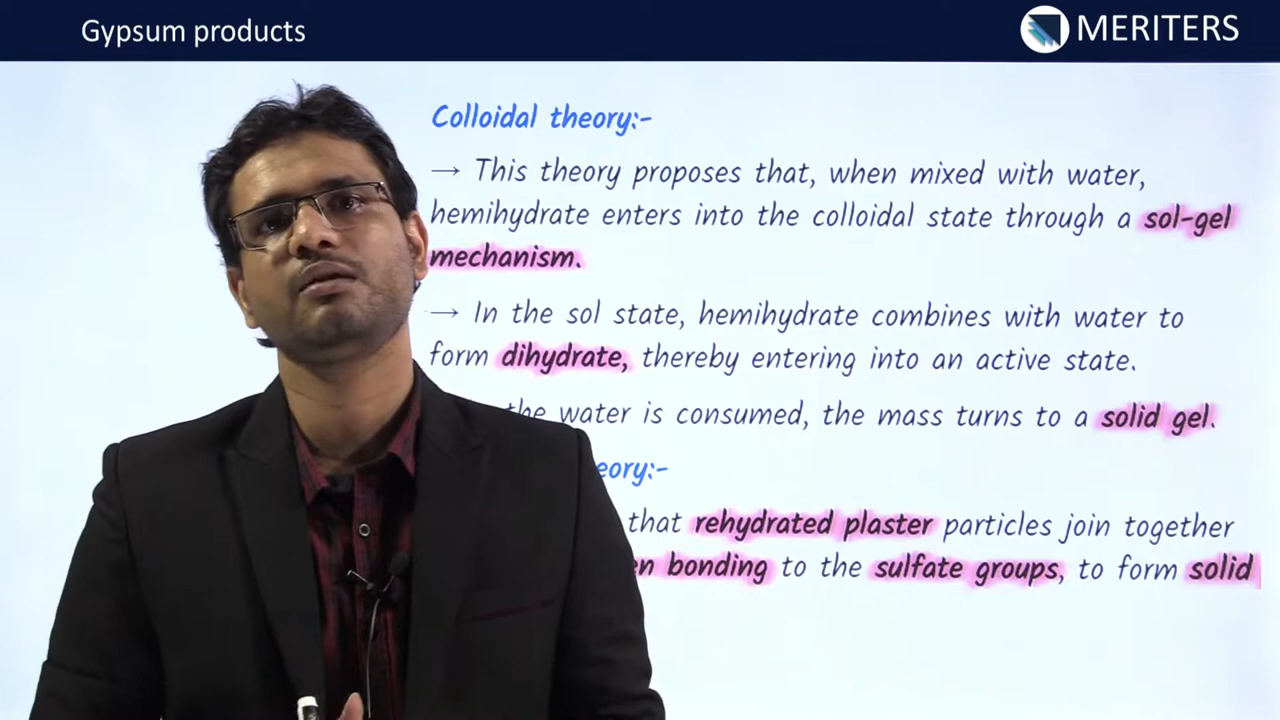 Gypsum products
MERITERS
Colloidal theory:-
→ This theory proposes that, when mixed with water,
hemihydrate enters into the colloidal state through a sol-gel
mechanism.
→ In the sol state, hemihydrate combines with water to
form dihydrate, thereby entering into an active state.
the water is consumed, the mass turns to a solid gel.
eory:-
that rehydrated plaster particles join together
en bonding to the sulfate groups, to form solid